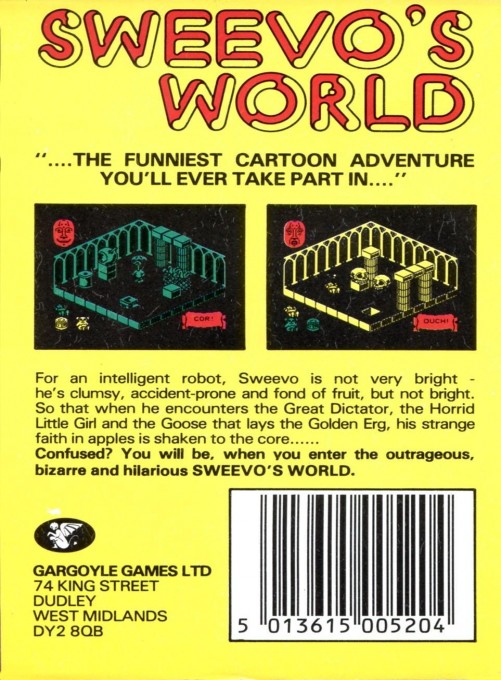 SWEEVO'S
WORLD
"....THE FUNNIEST CARTOON ADVENTURE
YOU'LL EVER TAKE PART IN...."
COR!
OUCH!
For an intelligent robot, Sweevo is not very bright -
he's clumsy, accident-prone and fond of fruit, but not bright.
So that when he encounters the Great Dictator, the Horrid
Little Girl and the Goose that lays the Golden Erg, his strange
faith in apples is shaken to the core......
Confused? You will be, when you enter the outrageous,
bizarre and hilarious SWEEVO'S WORLD.
GARGOYLE GAMES LTD
74 KING STREET
DUDLEY
WEST MIDLANDS
DY2 8QB
5 013615 005204